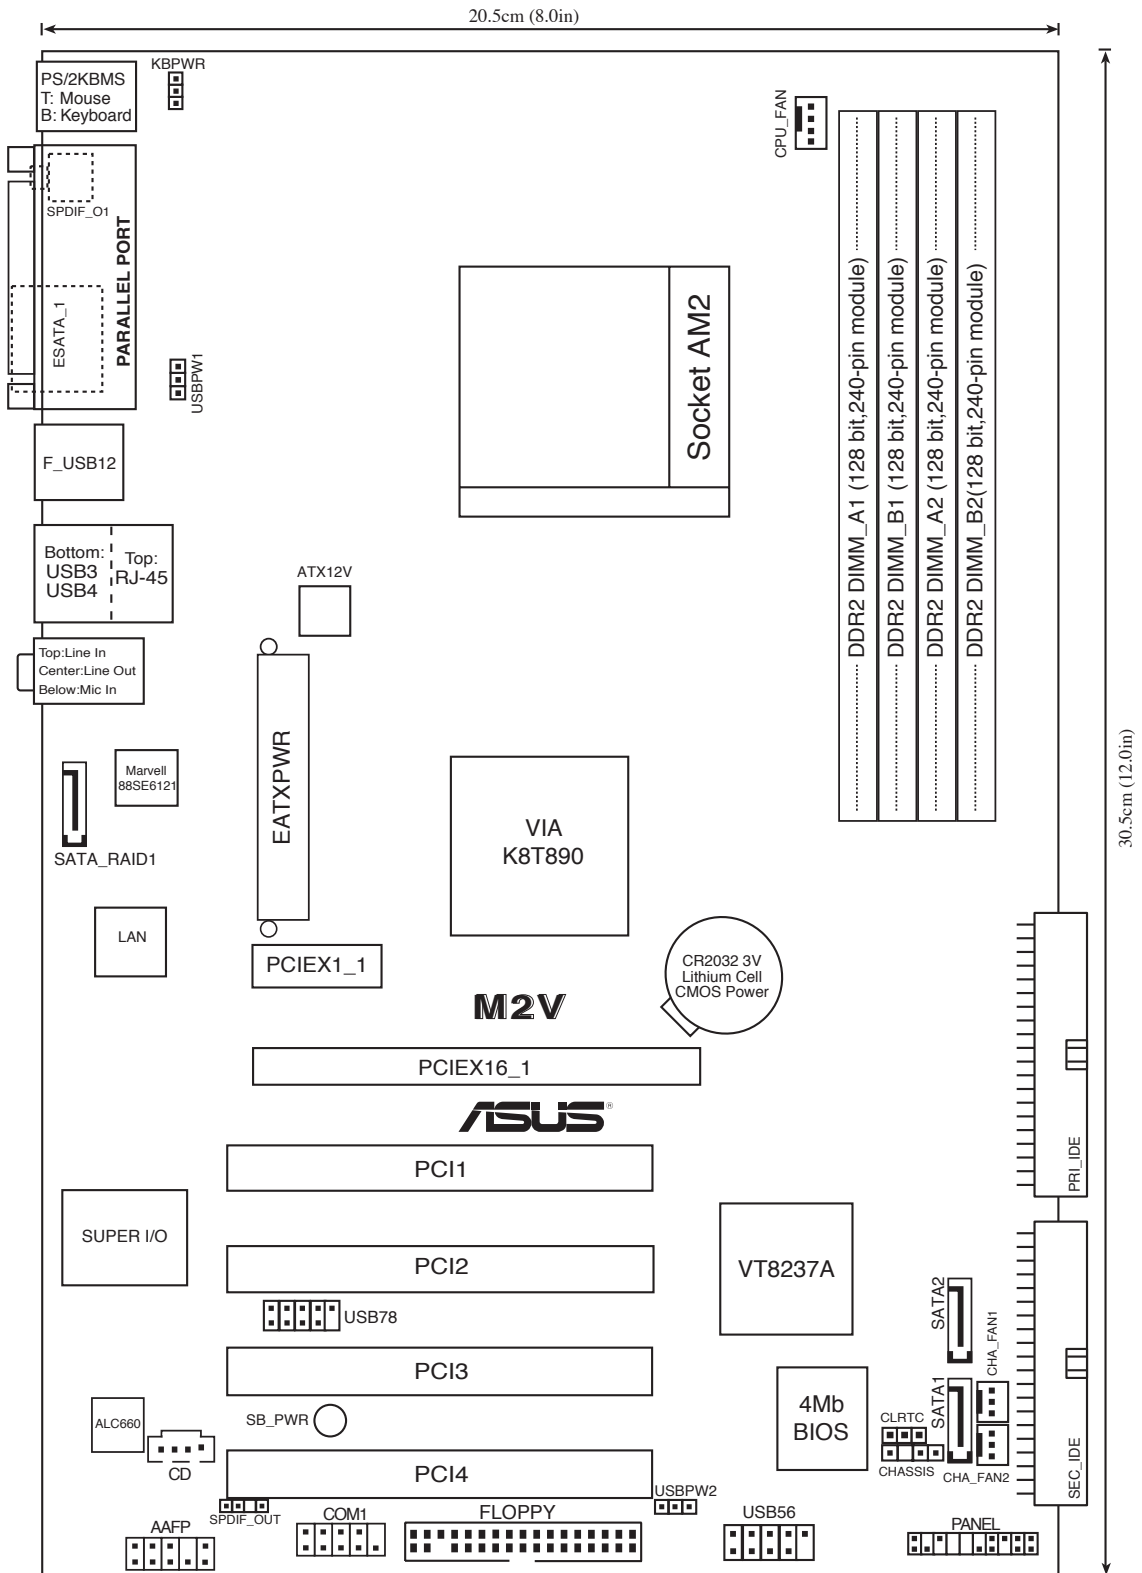 20.5cm (8.0in)
KBPWR
PS/2KBMS
T: Mouse
B: Keyboard
CPU_FAN
SPDIF_O1
PARALLEL PORT
ESATA_1
USBPW1
F_USB12
Socket AM2
DDR2 DIMM_A1 (128 bit,240-pin module)
DDR2 DIMM_B1 (128 bit,240-pin module)
DDR2 DIMM_A2 (128 bit,240-pin module)
DDR2 DIMM_B2(128 bit,240-pin module)
Bottom:
USB3
USB4
Top:
RJ-45
ATX12V
Top:Line In
Center:Line Out
Below:Mic In
30.5cm (12.0in)
Marvell
88SE6121
SATA_RAID1
EATXPWR
VIA
K8T890
LAN
PCIEX1_1
CR2032 3V
Lithium Cell
CMOS Power
M2V
PCIEX16_1
ASUS®
PRI_IDE
PCI1
SUPER I/O
PCI2
VT8237A
USB78
SATA2
CHA_FAN1
PCI3
ALC660
SB_PWR
4Mb
BIOS
CLRTC
SATA1
CD
PCI4
CHASSIS
CHA_FAN2
SEC_IDE
SPDIF_OUT
AAFP
COM1
FLOPPY
USBPW2
USB56
PANEL